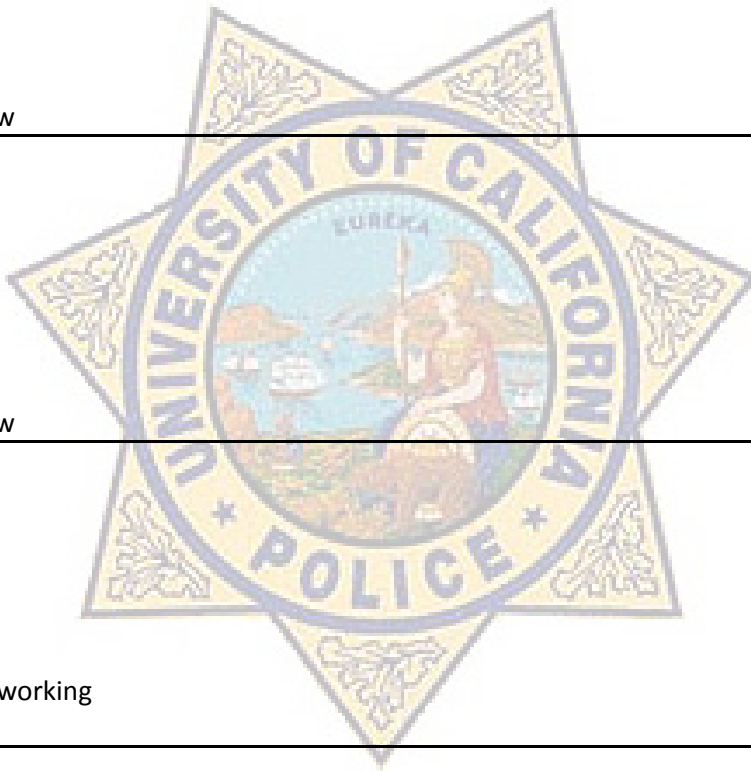 w
UNIVERSITY OF CALIFORNIA
EUREKA
w
* POLICE *
working